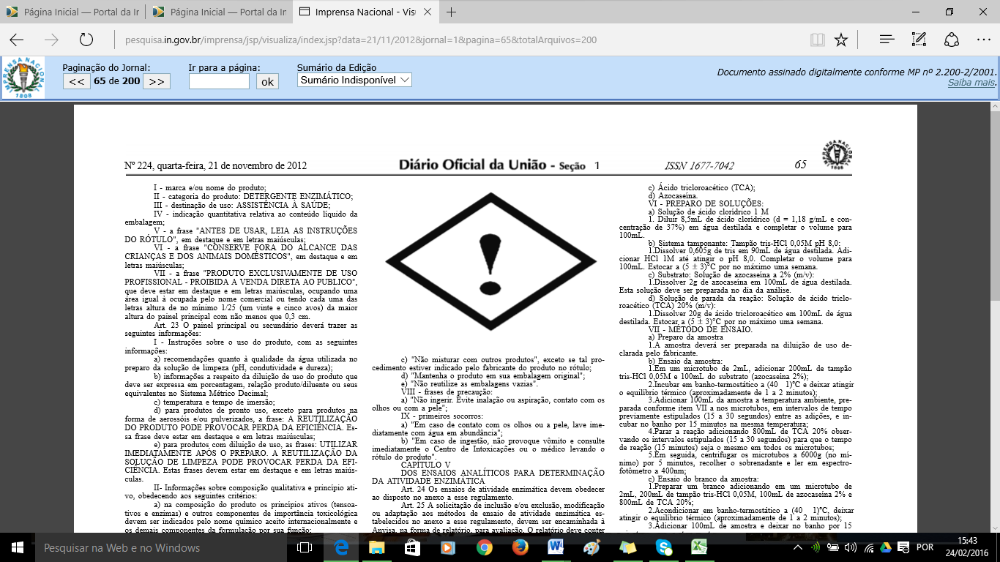 Página Inicial — Portal da Ir
Página Inicial — Portal da Ir
Imprensa Nacional - Visu
pesquisa.in.gov.br/imprensa/jsp/visualiza/index.jsp?data=21/11/2012&jornal=1&pagina=65&totalArquivos=200
IMPRENSA NACIONAL
1808
Paginação do Jornal:
<< 65 de 200 >>
Ir para a página:
ok
Sumário da Edição
Sumário Indisponível
Documento assinado digitalmente conforme MP nº 2.200-2/2001.
Saiba mais.
Nº 224, quarta-feira, 21 de novembro de 2012
Diário Oficial da União - Seção 1
ISSN 1677-7042
65
IMPRENSA NACIONAL
1808
I - marca e/ou nome do produto;
II - categoria do produto: DETERGENTE ENZIMÁTICO;
III - destinação de uso: ASSISTÊNCIA À SAÚDE;
IV - indicação quantitativa relativa ao conteúdo líquido da
embalagem;
V - a frase "ANTES DE USAR, LEIA AS INSTRUÇÕES
DO RÓTULO", em destaque e em letras maiúsculas;
VI - a frase "CONSERVE FORA DO ALCANCE DAS
CRIANÇAS E DOS ANIMAIS DOMÉSTICOS", em destaque e em
letras maiúsculas;
VII - a frase "PRODUTO EXCLUSIVAMENTE DE USO
PROFISSIONAL - PROIBIDA A VENDA DIRETA AO PUBLICO",
que deve estar em destaque e em letras maiúsculas, ocupando uma
área igual à ocupada pelo nome comercial ou tendo cada uma das
letras altura de no mínimo 1/25 (um vinte e cinco avos) da maior
altura do painel principal com não menos que 0,3 cm.
Art. 23 O painel principal ou secundário deverá trazer as
seguintes informações:
I - Instruções sobre o uso do produto, com as seguintes
informações:
a) recomendações quanto à qualidade da água utilizada no
preparo da solução de limpeza (pH, condutividade e dureza);
b) informações a respeito da diluição de uso do produto que
deve ser expressa em porcentagem, relação produto/diluente ou seus
equivalentes no Sistema Métrico Decimal;
c) temperatura e tempo de imersão;
d) para produtos de pronto uso, exceto para produtos na
forma de aerossóis e/ou pulverizados, a frase: A REUTILIZAÇÃO
DO PRODUTO PODE PROVOCAR PERDA DA EFICIÊNCIA. Es-
sa frase deve estar em destaque e em letras maiúsculas;
e) para produtos com diluição de uso, as frases: UTILIZAR
IMEDIATAMENTE APÓS O PREPARO. A REUTILIZAÇÃO DA
SOLUÇÃO DE LIMPEZA PODE PROVOCAR PERDA DA EFI-
CIÊNCIA. Estas frases devem estar em destaque e em letras maiús-
culas.
II- Informações sobre composição qualitativa e princípio ati-
vo, obedecendo aos seguintes critérios:
a) na composição do produto os princípios ativos (tensoa-
tivos e enzimas) e outros componentes de importância toxicológica
devem ser indicados pelo nome químico aceito internacionalmente e
os demais componentes da formulação por sua função;
c) "Não misturar com outros produtos", exceto se tal pro-
cedimento estiver indicado pelo fabricante do produto no rótulo;
d) "Mantenha o produto em sua embalagem original";
e) "Não reutilize as embalagens vazias".
VIII - frases de precaução:
a) "Não ingerir. Evite inalação ou aspiração, contato com os
olhos ou com a pele";
IX - primeiros socorros:
a) "Em caso de contato com os olhos ou a pele, lave ime-
diatamente com água em abundância";
b) "Em caso de ingestão, não provoque vômito e consulte
imediatamente o Centro de Intoxicações ou o médico levando o
rótulo do produto".
CAPÍTULO V
DOS ENSAIOS ANALÍTICOS PARA DETERMINAÇÃO
DA ATIVIDADE ENZIMÁTICA
Art. 24 Os ensaios de atividade enzimática devem obedecer
ao disposto no anexo a esse regulamento.
Art. 25 A solicitação de inclusão e/ou exclusão, modificação
ou adaptação aos métodos de ensaio de atividade enzimática es-
tabelecidos no anexo a esse regulamento, devem ser encaminhada à
Anvisa, na forma de relatório, para avaliação. O relatório deve conter
c) Ácido tricloroacético (TCA);
d) Azocaseína.
VI - PREPARO DE SOLUÇÕES:
a) Solução de ácido clorídrico 1 M
1. Diluir 8,5mL de ácido clorídrico (d = 1,18 g/mL e con-
centração de 37%) em água destilada e completar o volume para
100mL.
b) Sistema tamponante: Tampão tris-HCl 0,05M pH 8,0:
1.Dissolver 0,605g de tris em 90mL de água destilada. Adi-
cionar HCl 1M até atingir o pH 8,0. Completar o volume para
100mL. Estocar a (5 ± 3)°C por no máximo uma semana.
c) Substrato: Solução de azocaseína a 2% (m/v):
1.Dissolver 2g de azocaseína em 100mL de água destilada.
Esta solução deve ser preparada no dia da análise.
d) Solução de parada da reação: Solução de ácido triclo-
roacético (TCA) 20% (m/v):
1.Dissolver 20g de ácido tricloroacético em 100mL de água
destilada. Estocar a (5 ± 3)°C por no máximo uma semana.
VII - MÉTODO DE ENSAIO.
a) Preparo da amostra
1.A amostra deverá ser preparada na diluição de uso de-
clarada pelo fabricante.
b) Ensaio da amostra:
1.Em um microtubo de 2mL, adicionar 200mL de tampão
tris-HCl 0,05M e 100mL do substrato (azocaseína 2%);
2.Incubar em banho-termostático a (40 1)°C e deixar atingir
o equilíbrio térmico (aproximadamente de 1 a 2 minutos);
3.Adicionar 100mL da amostra a temperatura ambiente, pre-
parada conforme item VII a nos microtubos, em intervalos de tempo
previamente estipulados (15 a 30 segundos) entre as adições, e in-
cubar no banho por 15 minutos na mesma temperatura;
4.Parar a reação adicionando 800mL de TCA 20% obser-
vando os intervalos estipulados (15 a 30 segundos) para que o tempo
de reação (15 minutos) seja o mesmo em todos os microtubos;
5.Em seguida, centrifugar os microtubos a 6000g (no mí-
nimo) por 5 minutos, recolher o sobrenadante e ler em espectro-
fotômetro a 400nm;
c) Ensaio do branco da amostra:
1.Preparar um branco adicionando em um microtubo de
2mL, 200mL de tampão tris-HCl 0,05M, 100mL de azocaseína 2% e
800mL de TCA 20%;
2.Acondicionar em banho-termostático a (40 1)°C, deixar
atingir o equilíbrio térmico (aproximadamente de 1 a 2 minutos);
3.Adicionar 100mL de amostra e deixar no banho por 15
Pesquisar na Web e no Windows
POR
15:43
24/02/2016